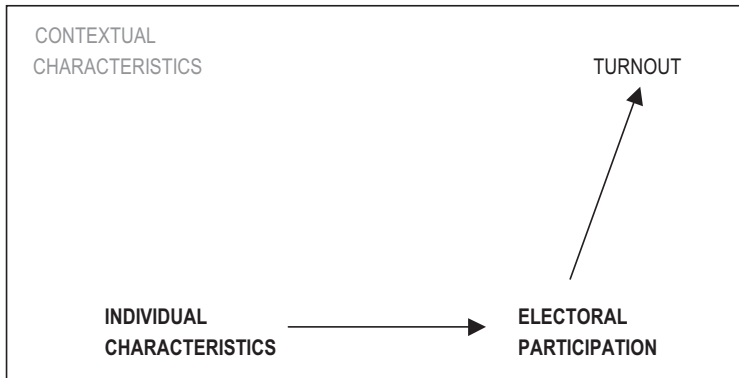 CONTEXTUAL
CHARACTERISTICS
TURNOUT
INDIVIDUAL
CHARACTERISTICS
ELECTORAL
PARTICIPATION